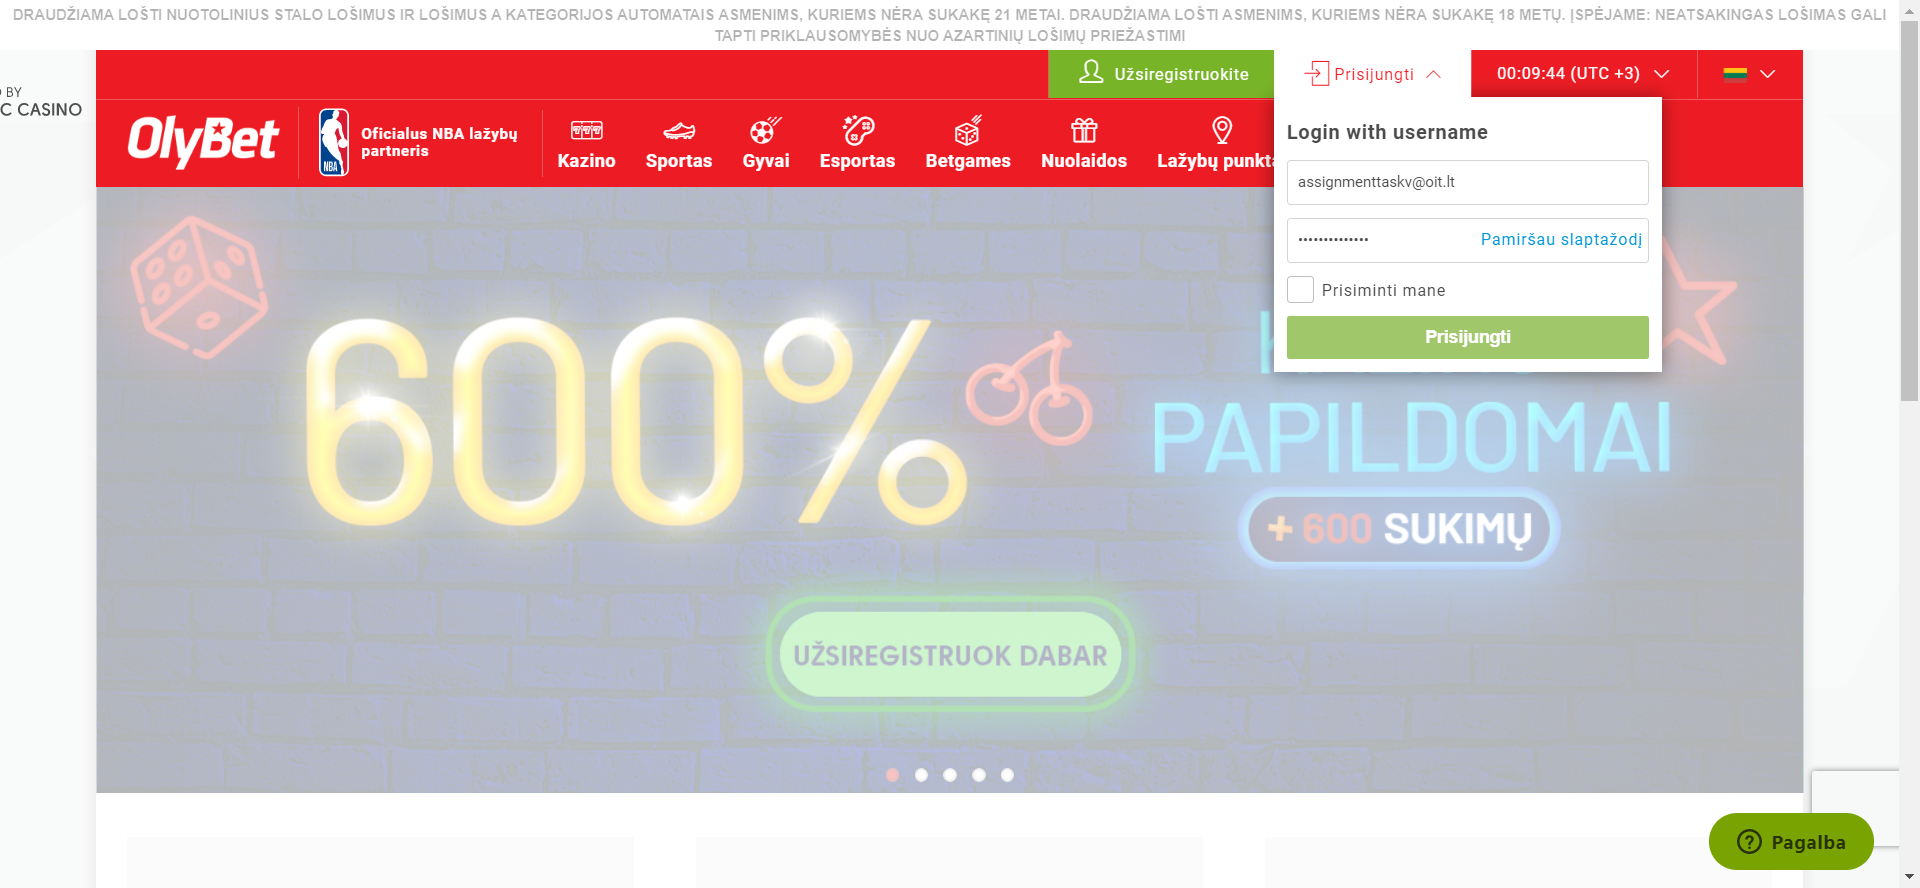 DRAUDŽIAMA LOŠTI NUOTOLINIUS STALO LOŠIMUS IR LOŠIMUS A KATEGORIJOS AUTOMATAIS ASMENIMS, KURIEMS NĖRA SUKAKĘ 21 METAI. DRAUDŽIAMA LOŠTI ASMENIMS, KURIEMS NĖRA SUKAKĘ 18 METŲ. ĮSPĖJAME: NEATSAKINGAS LOŠIMAS GALI
TAPTI PRIKLAUSOMYBĖS NUO AZARTINIŲ LOŠIMŲ PRIEŽASTIMI
Užsiregistruokite
Prisijungti
00:09:44 (UTC +3)
BY
C CASINO
OlyBet
NBA
Oficialus NBA lažybų
partneris
Kazino
Sportas
Gyvai
Esportas
Betgames
Nuolaidos
Lažybų punkta
Login with username
assignmenttaskv@oit.lt
Pamiršau slaptažodį
Prisiminti mane
Prisijungti
600%
PAPILDOMAI
+ 600 SUKIMŲ
UŽSIREGISTRUOK DABAR
Pagalba